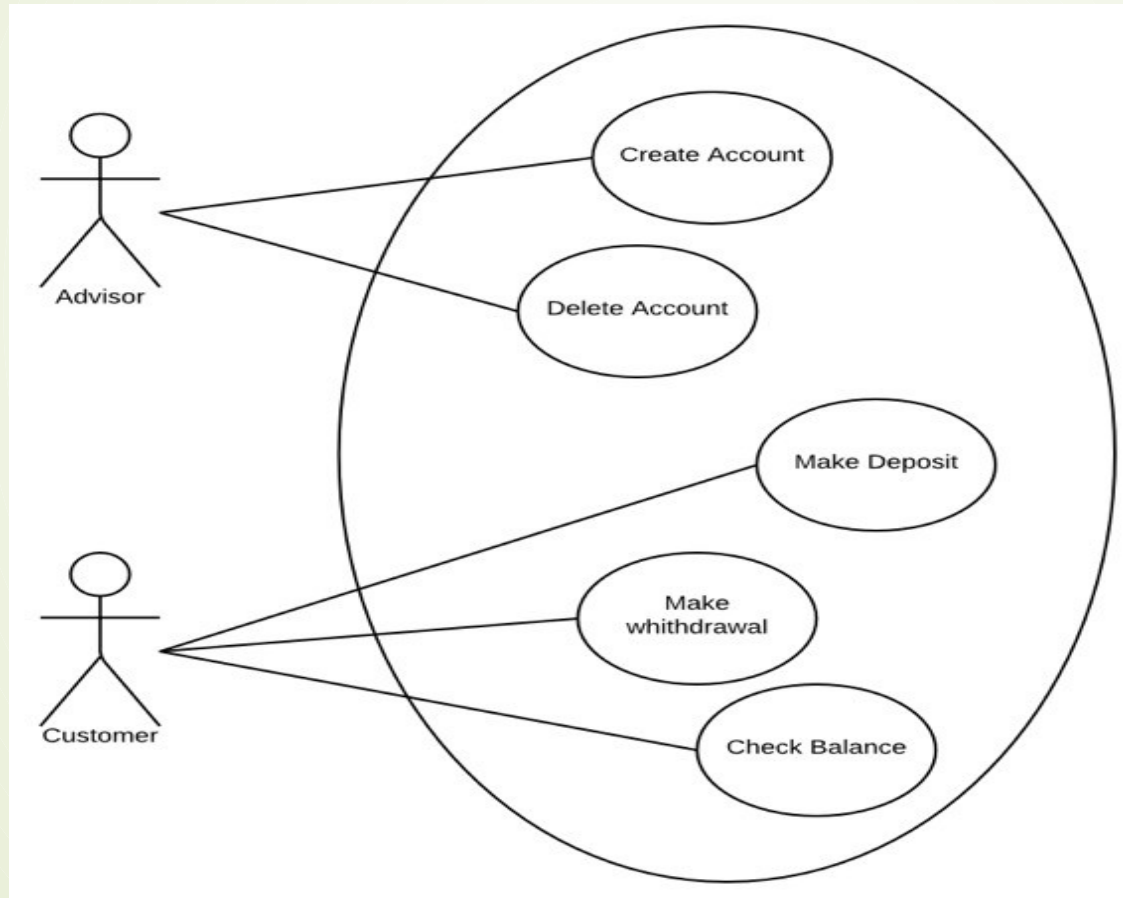 Create Account
Advisor
Delete Account
Make Deposit
Make
whithdrawal
Customer
Check Balance